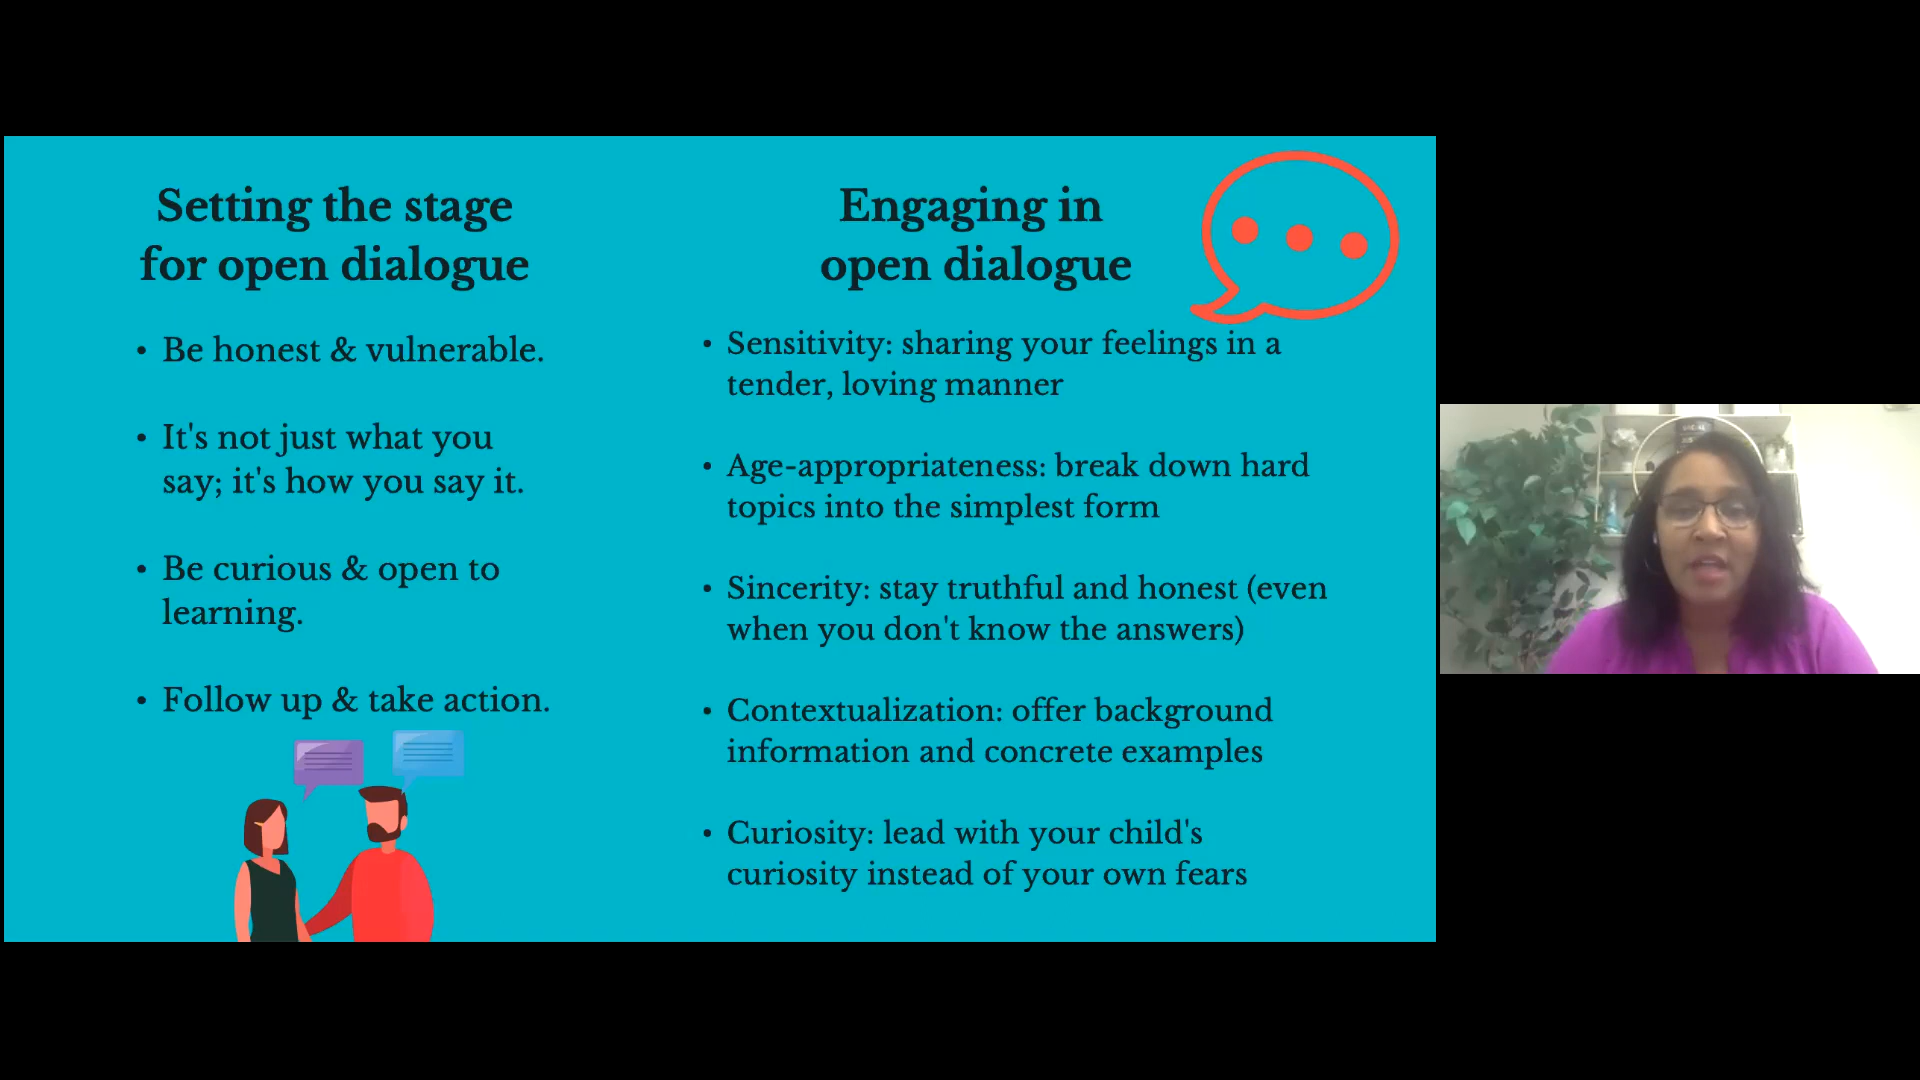 Setting the stage
for open dialogue
• Be honest & vulnerable.
• It's not just what you
say; it's how you say it.
• Be curious & open to
learning.
• Follow up & take action.
Engaging in
open dialogue
• Sensitivity: sharing your feelings in a
tender, loving manner
• Age-appropriateness: break down hard
topics into the simplest form
• Sincerity: stay truthful and honest (even
when you don't know the answers)
• Contextualization: offer background
information and concrete examples
• Curiosity: lead with your child's
curiosity instead of your own fears